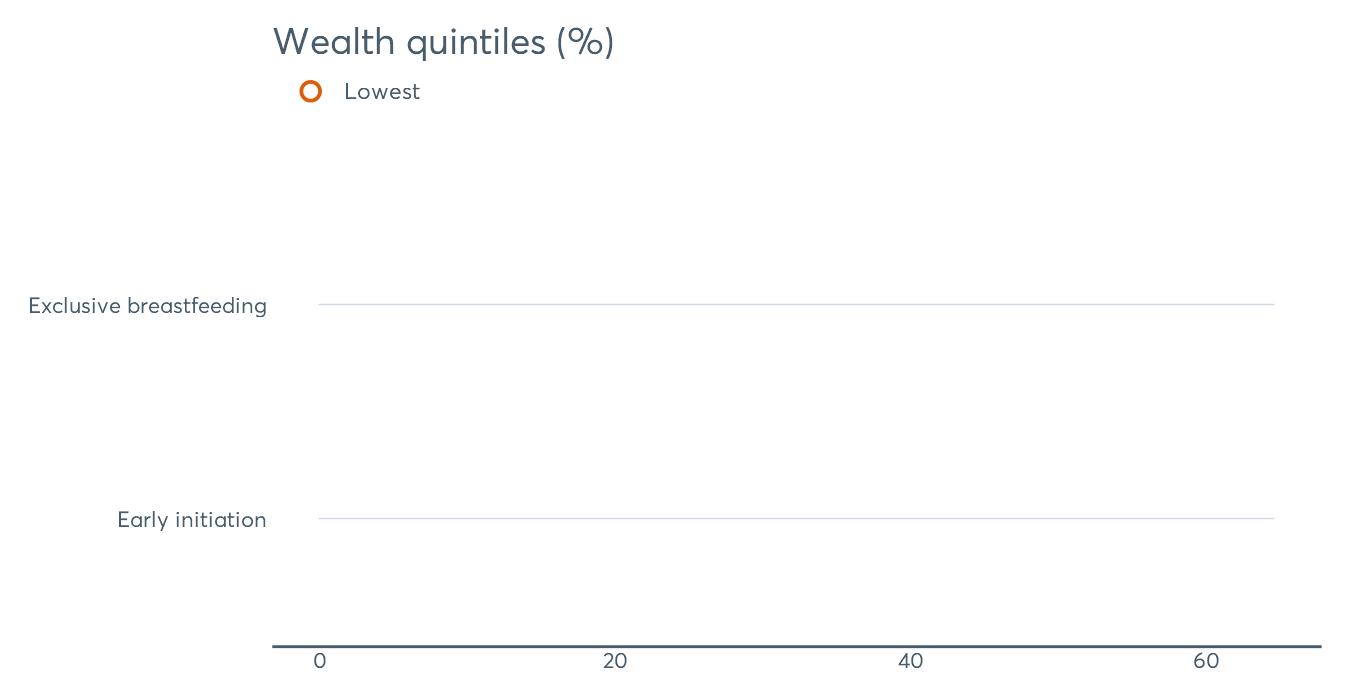 Wealth quintiles (%)
Lowest
Exclusive breastfeeding
Early initiation
0 20 40 60